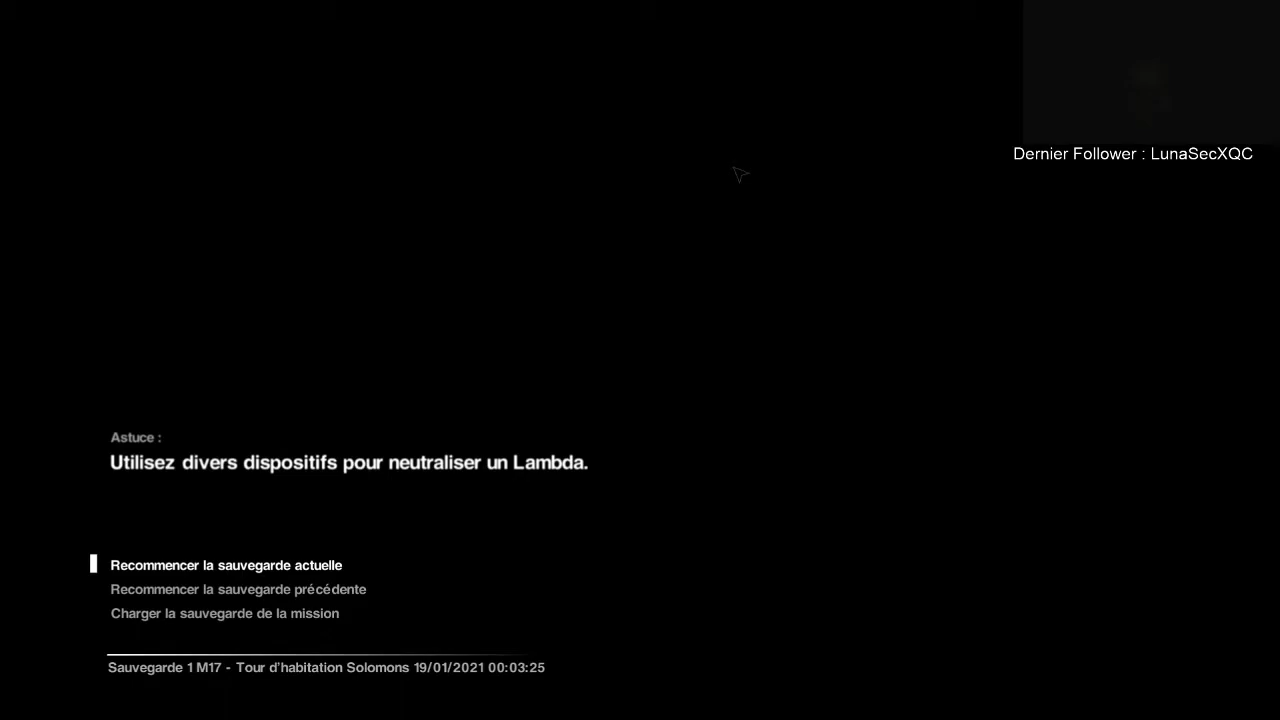 Dernier Follower : LunaSecXQC
Astuce :
Utilisez divers dispositifs pour neutraliser un Lambda.
Recommencer la sauvegarde actuelle
Recommencer la sauvegarde précédente
Charger la sauvegarde de la mission
Sauvegarde 1 M17 - Tour d'habitation Solomons 19/01/2021 00:03:25